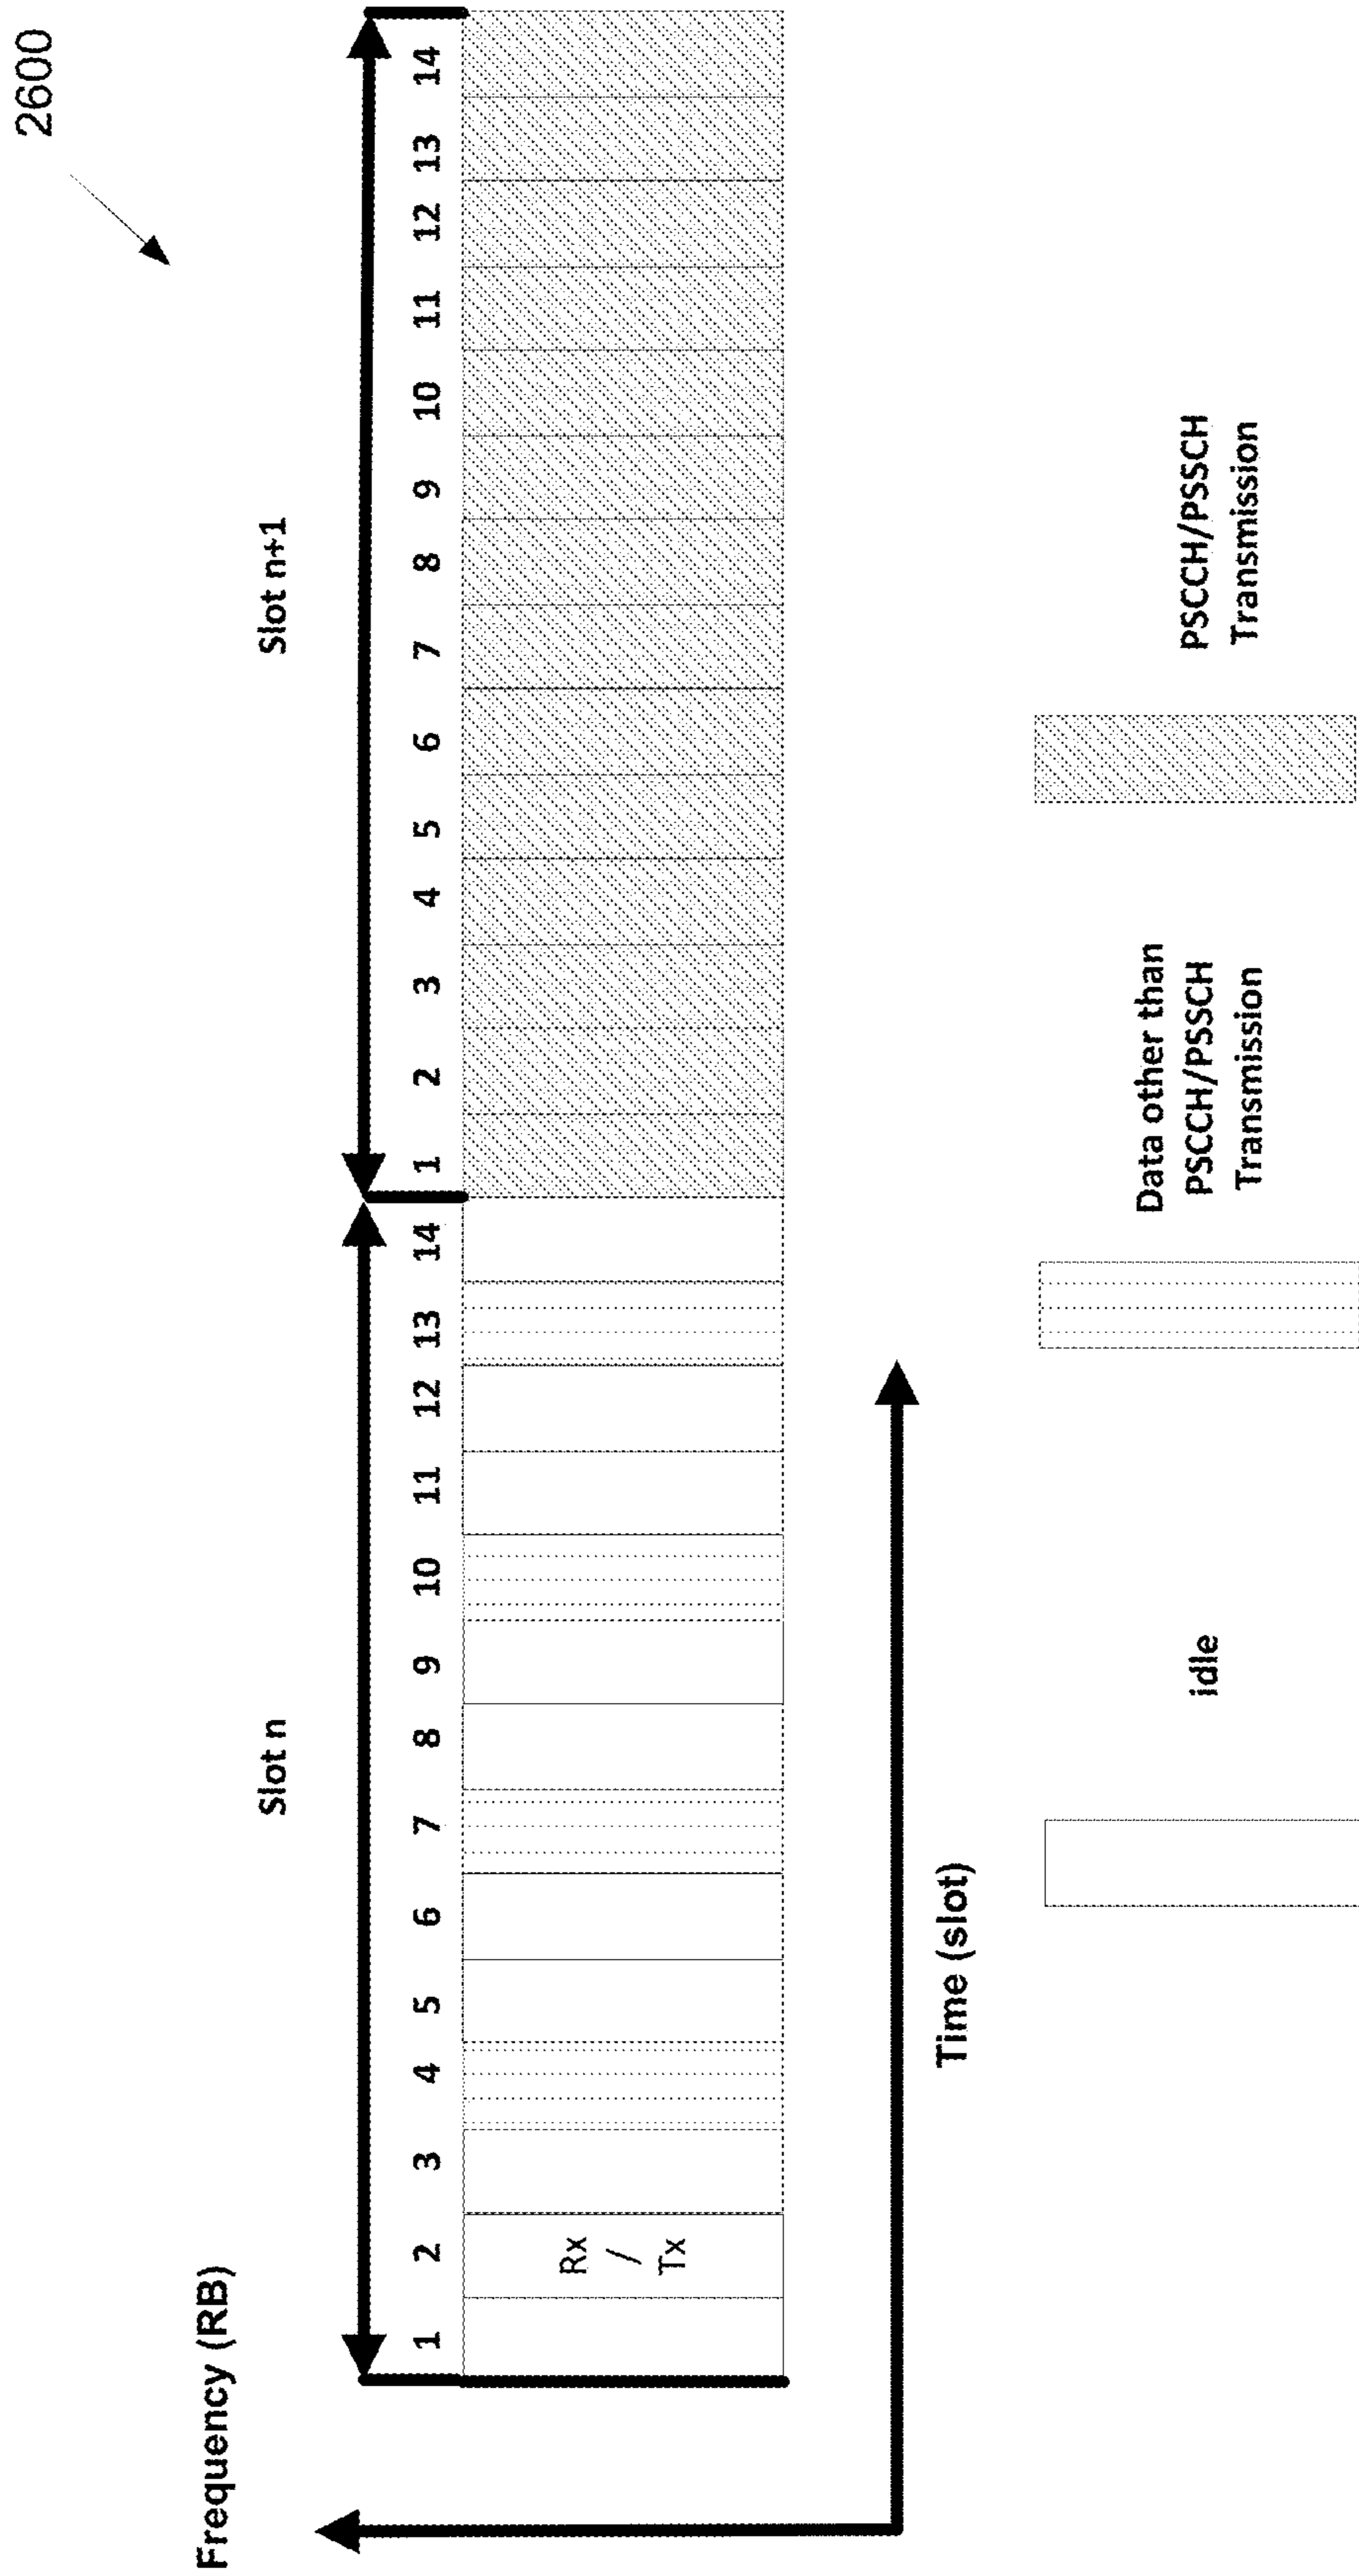 2600
Frequency (RB)
Slot n
Slot n+1
1 2 3 4 5 6 7 8 9 10 11 12 13 14 1 2 3 4 5 6 7 8 9 10 11 12 13 14
Rx
/
Tx
Time (slot)
idle
Data other than
PSCCH/PSSCH
Transmission
PSCCH/PSSCH
Transmission